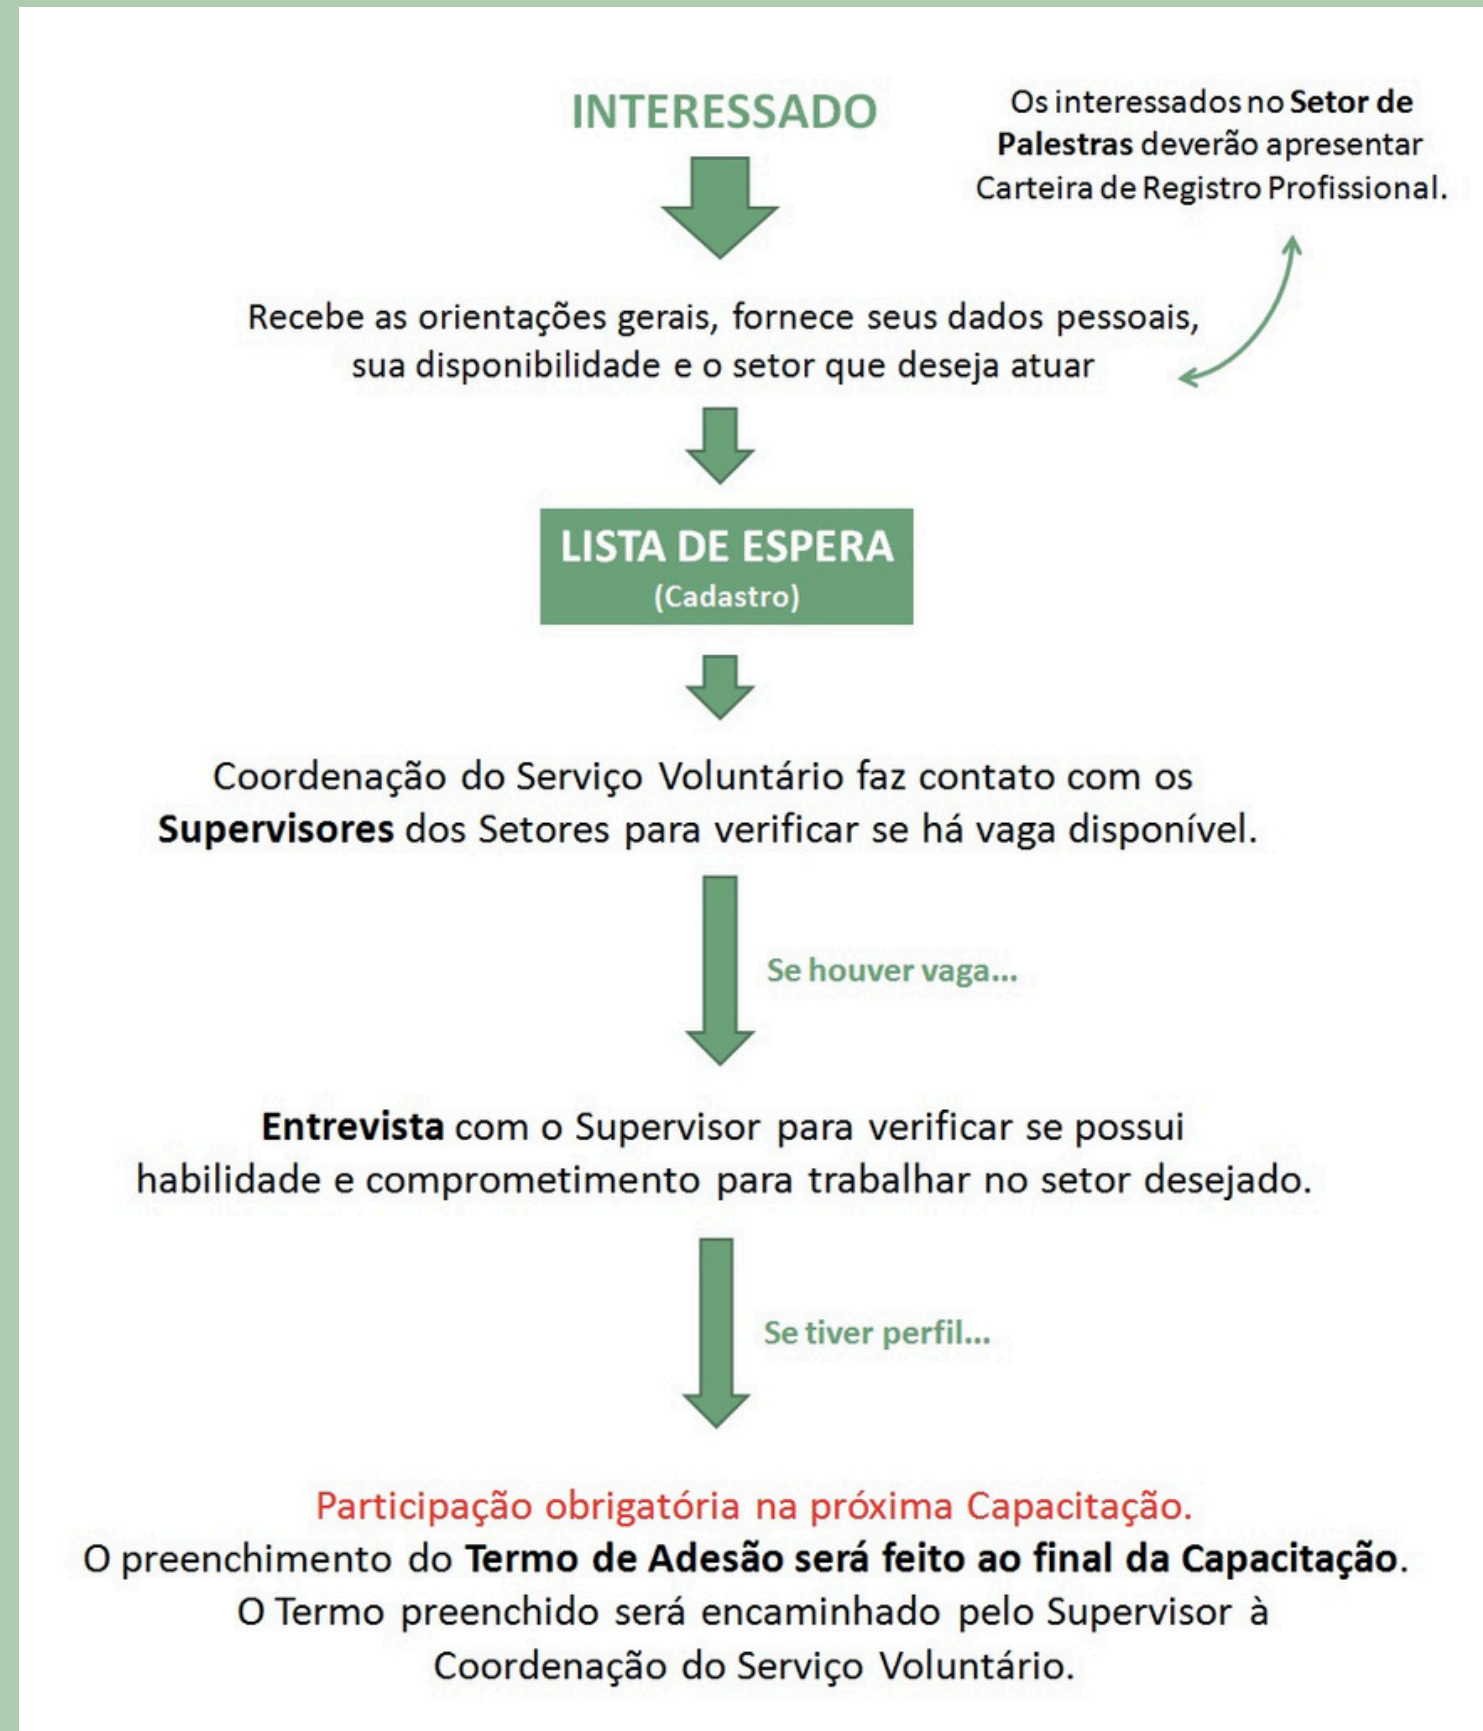 INTERESSADO
Os interessados no Setor de
Palestras deverão apresentar
Carteira de Registro Profissional.
Recebe as orientações gerais, fornece seus dados pessoais,
sua disponibilidade e o setor que deseja atuar
LISTA DE ESPERA
(Cadastro)
Coordenação do Serviço Voluntário faz contato com os
Supervisores dos Setores para verificar se há vaga disponível.
Se houver vaga...
Entrevista com o Supervisor para verificar se possui
habilidade e comprometimento para trabalhar no setor desejado.
Se tiver perfil...
Participação obrigatória na próxima Capacitação.
O preenchimento do Termo de Adesão será feito ao final da Capacitação.
O Termo preenchido será encaminhado pelo Supervisor à
Coordenação do Serviço Voluntário.